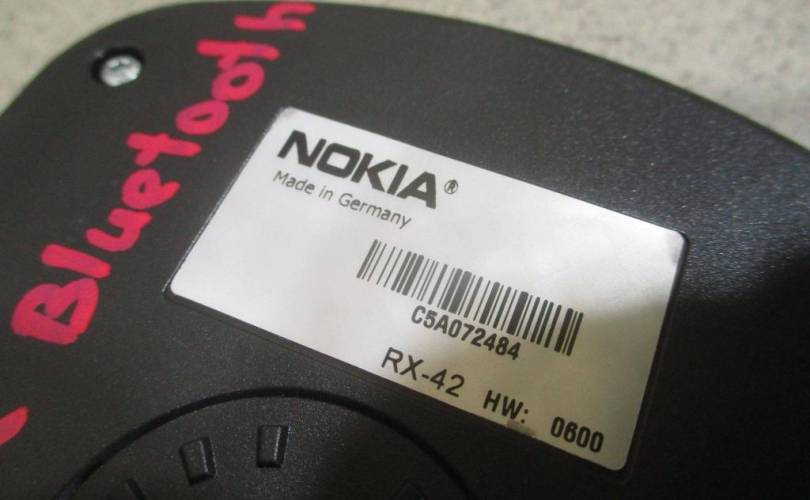 Bluetooth
NOKIA®
Made in Germany
C5A072484
RX-42 HW: 0600